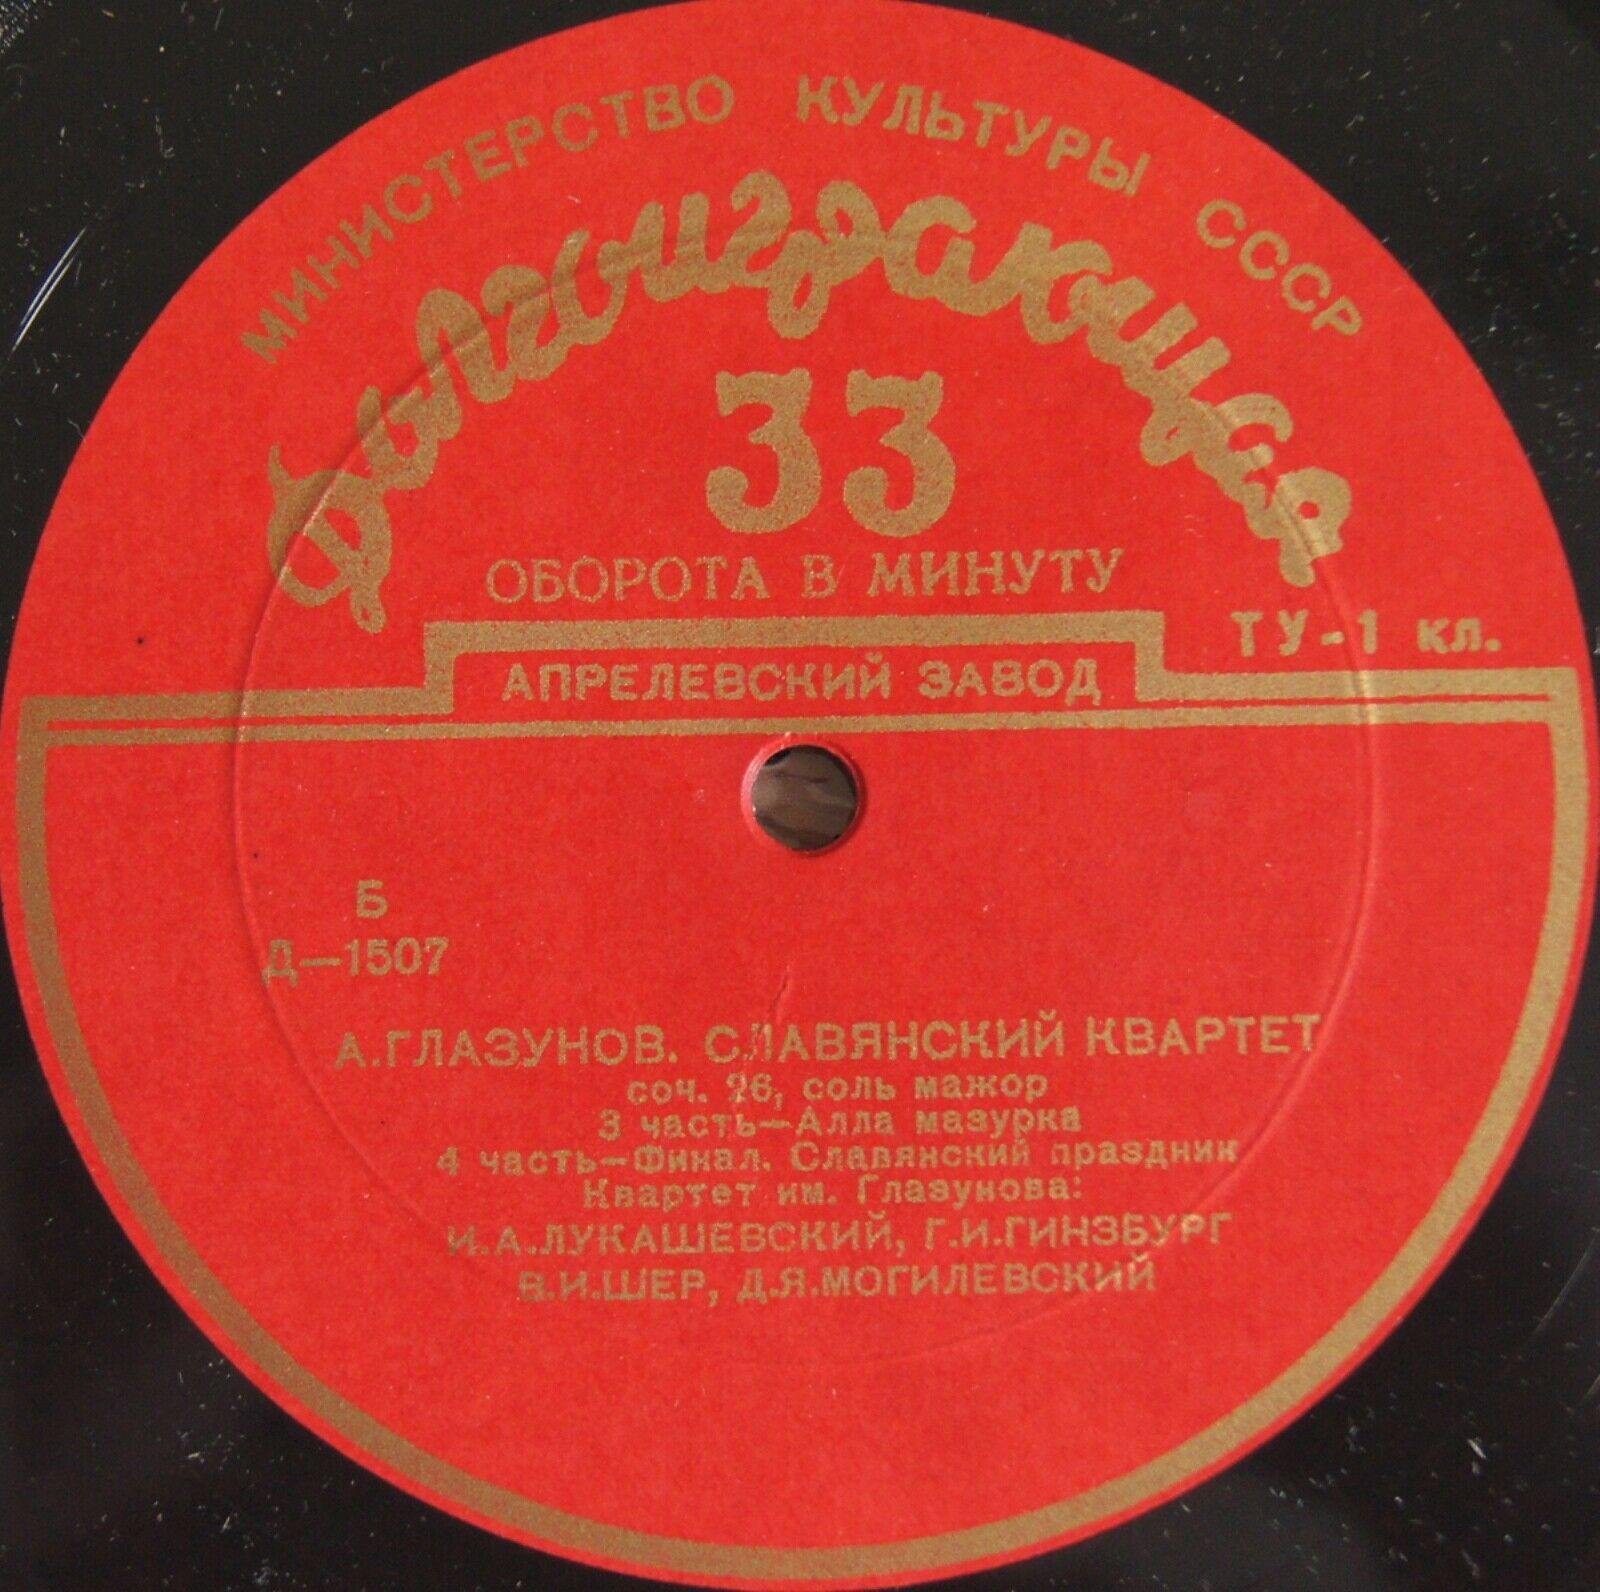 МИНИСТЕРСТВО КУЛЬТУРЫ СССР
Долгоиграющая
33
ОБОРОТА В МИНУТУ
ТУ-1 кл.
АПРЕЛЕВСКИЙ ЗАВОД
Б
Д—1507
А.ГЛАЗУНОВ. СЛАВЯНСКИЙ КВАРТЕТ
соч. 26, соль мажор
3 часть—Алла мазурка
4 часть—Финал. Славянский праздник
Квартет им. Глазунова:
И.А.ЛУКАШЕВСКИЙ, Г.И.ГИНЗБУРГ
В.И.ШЕР, Д.Я.МОГИЛЕВСКИЙ